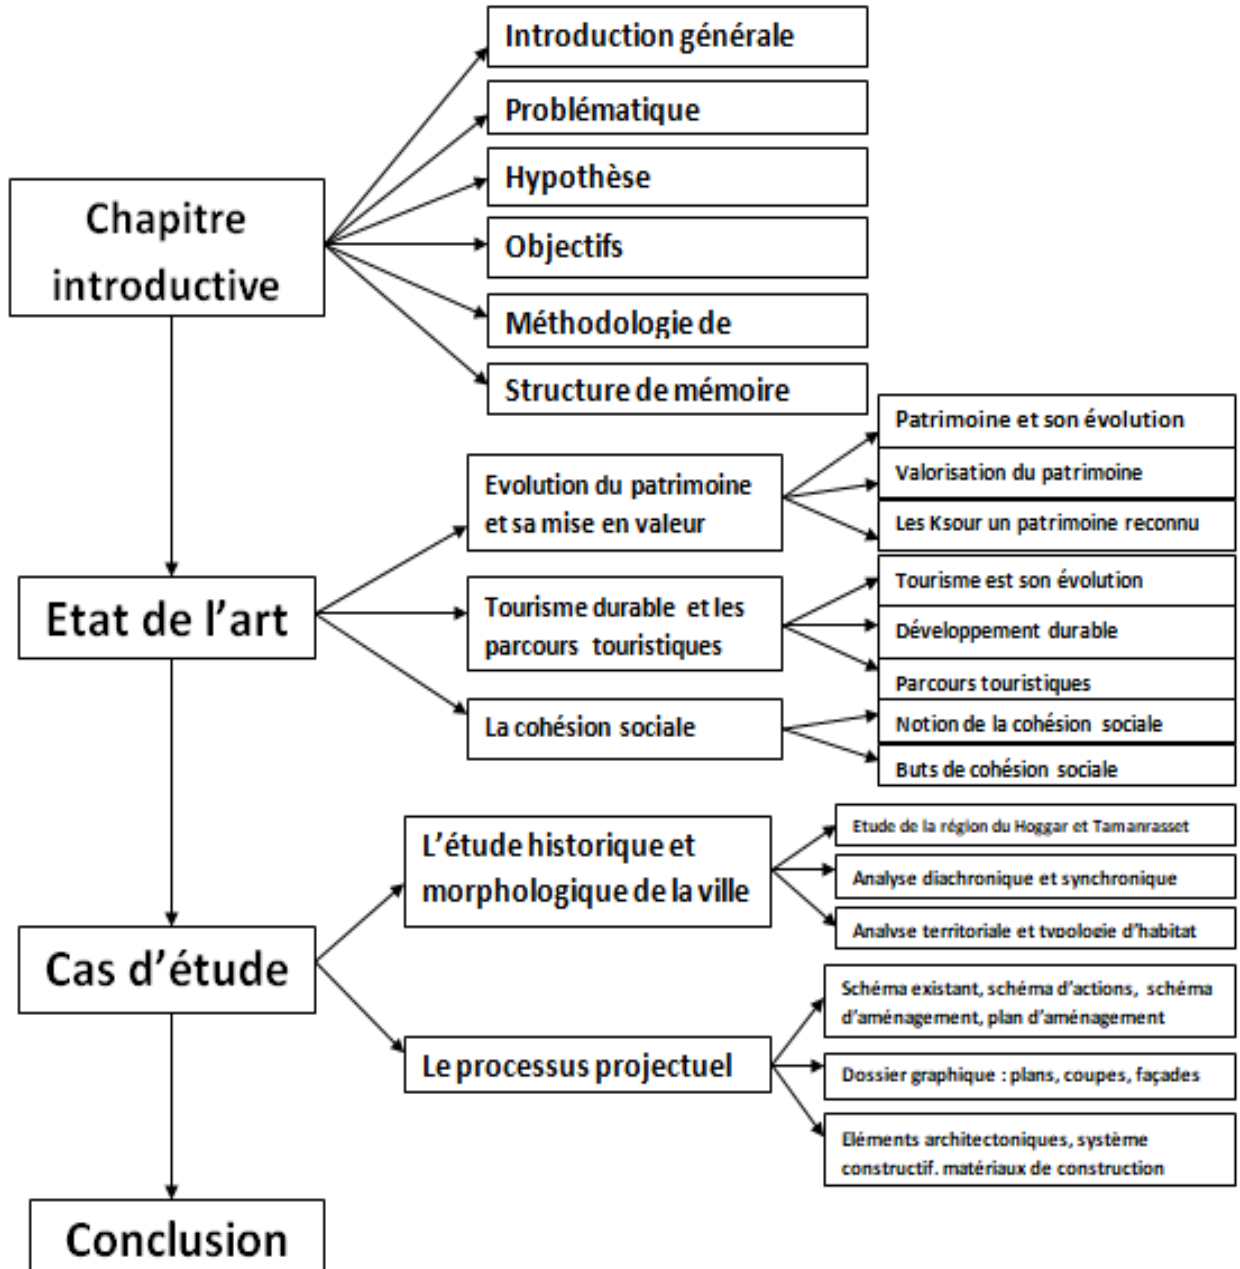 Introduction générale
Problématique
Hypothèse
Objectifs
Méthodologie de
Structure de mémoire
Chapitre
introductive
Patrimoine et son évolution
Valorisation du patrimoine
Les Ksour un patrimoine reconnu
Evolution du patrimoine
et sa mise en valeur
Tourisme est son évolution
Développement durable
Parcours touristiques
Etat de l’art
Tourisme durable et les
parcours touristiques
La cohésion sociale
Notion de la cohésion sociale
Buts de cohésion sociale
L’étude historique et
morphologique de la ville
Etude de la région du Hoggar et Tamanrasset
Analyse diachronique et synchronique
Analyse territoriale et typologie d’habitat
Cas d’étude
Le processus projectuel
Schéma existant, schéma d’actions, schéma
d’aménagement, plan d’aménagement
Dossier graphique : plans, coupes, façades
Eléments architectoniques, système
constructif. matériaux de construction
Conclusion